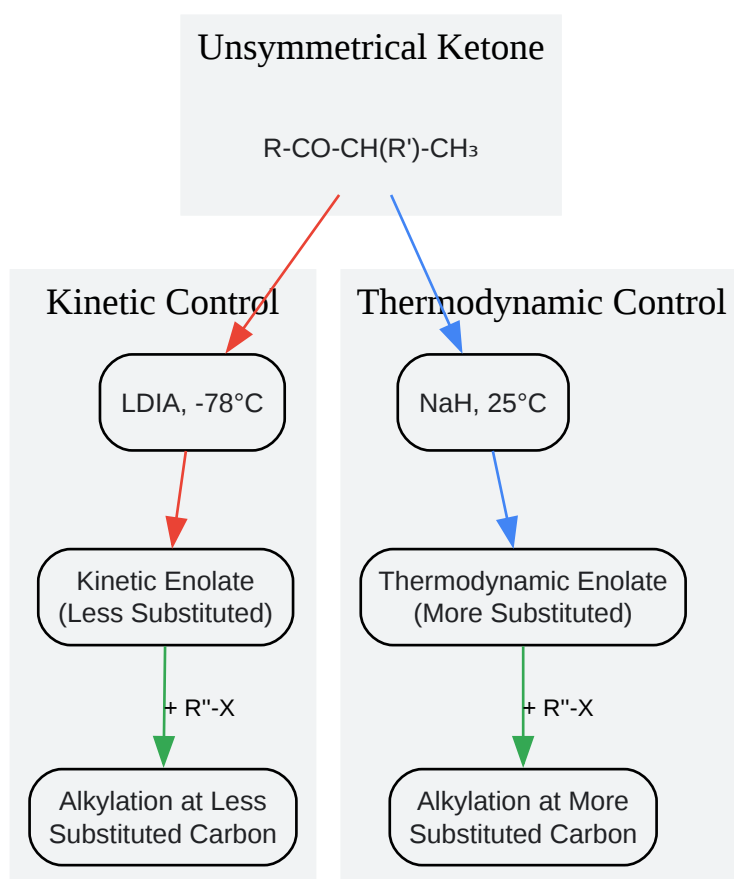 Unsymmetrical Ketone
R-CO-CH(R')-CH₃
Kinetic Control
LDIA, -78°C
Kinetic Enolate
(Less Substituted)
+ R"-X
Alkylation at Less
Substituted Carbon
Thermodynamic Control
NaH, 25°C
Thermodynamic Enolate
(More Substituted)
+ R"-X
Alkylation at More
Substituted Carbon